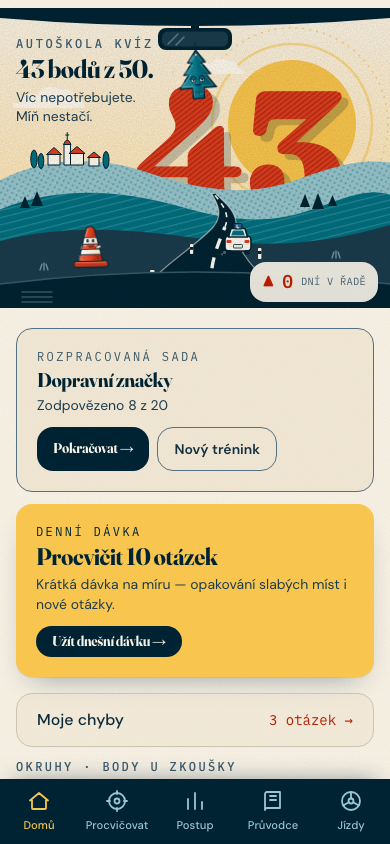 AUTOŠKOLA KVÍZ
43 bodů z 50.
Víc nepotřebujete.
Míň nestačí.
43
▲ 0 DNÍ V ŘADĚ
ROZPRACOVANÁ SADA
Dopravní značky
Zodpovězeno 8 z 20
Pokračovat →
Nový trénink
DENNÍ DÁVKA
Procvičit 10 otázek
Krátká dávka na míru — opakování slabých míst i
nové otázky.
Užít dnešní dávku →
Moje chyby
3 otázek →
OKRUHY · BODY U ZKOUŠKY
Domů
Procvičovat
Postup
Průvodce
Jízdy